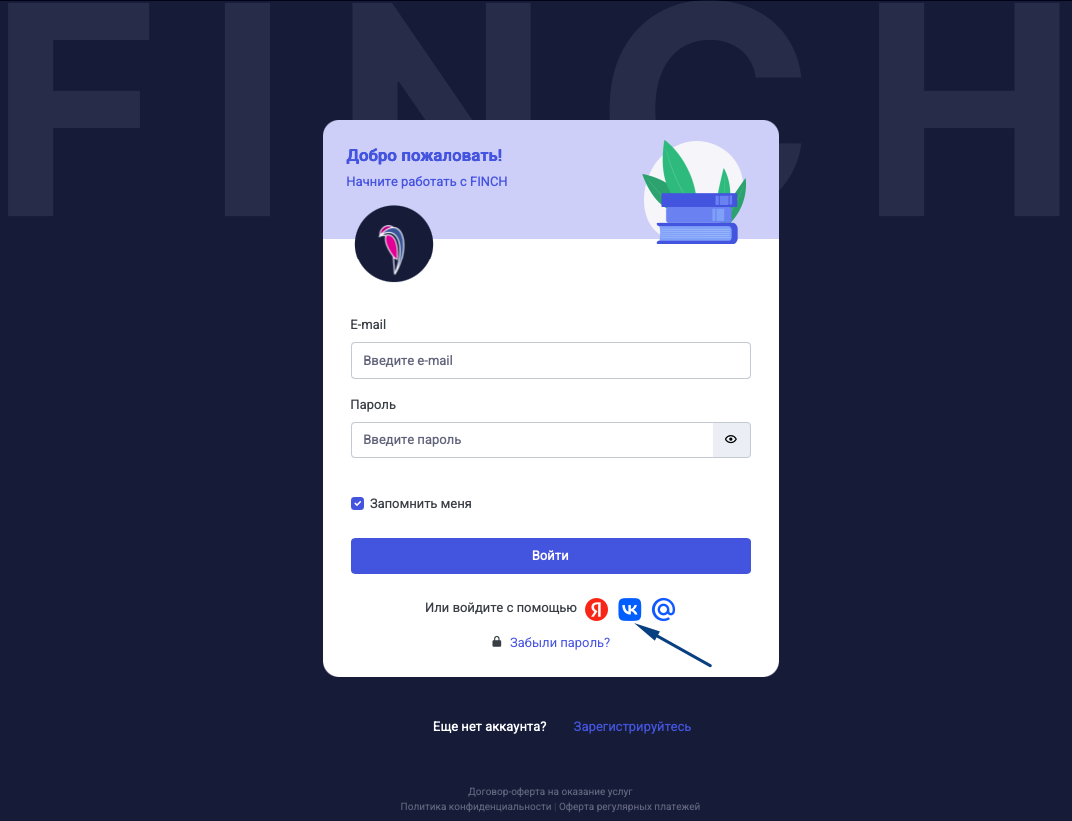 FINCH
Добро пожаловать!
Начните работать с FINCH
E-mail
Введите e-mail
Пароль
Введите пароль
Запомнить меня
Войти
Или войдите с помощью Я VK @
Забыли пароль?
Еще нет аккаунта? Зарегистрируйтесь
Договор-оферта на оказание услуг
Политика конфиденциальности | Оферта регулярных платежей